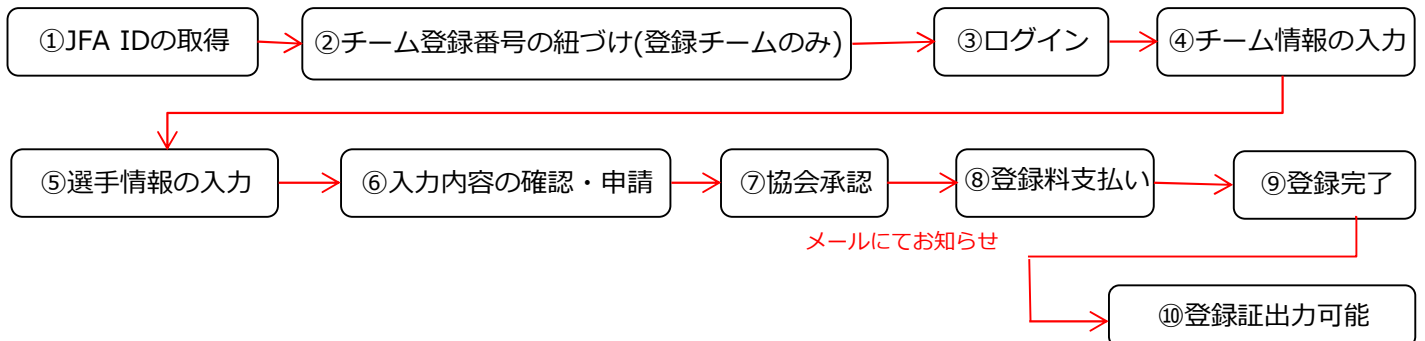 ①JFA IDの取得
②チーム登録番号の紐づけ(登録チームのみ)
③ログイン
④チーム情報の入力
⑤選手情報の入力
⑥入力内容の確認・申請
⑦協会承認
⑧登録料支払い
⑨登録完了
メールにてお知らせ
⑩登録証出力可能